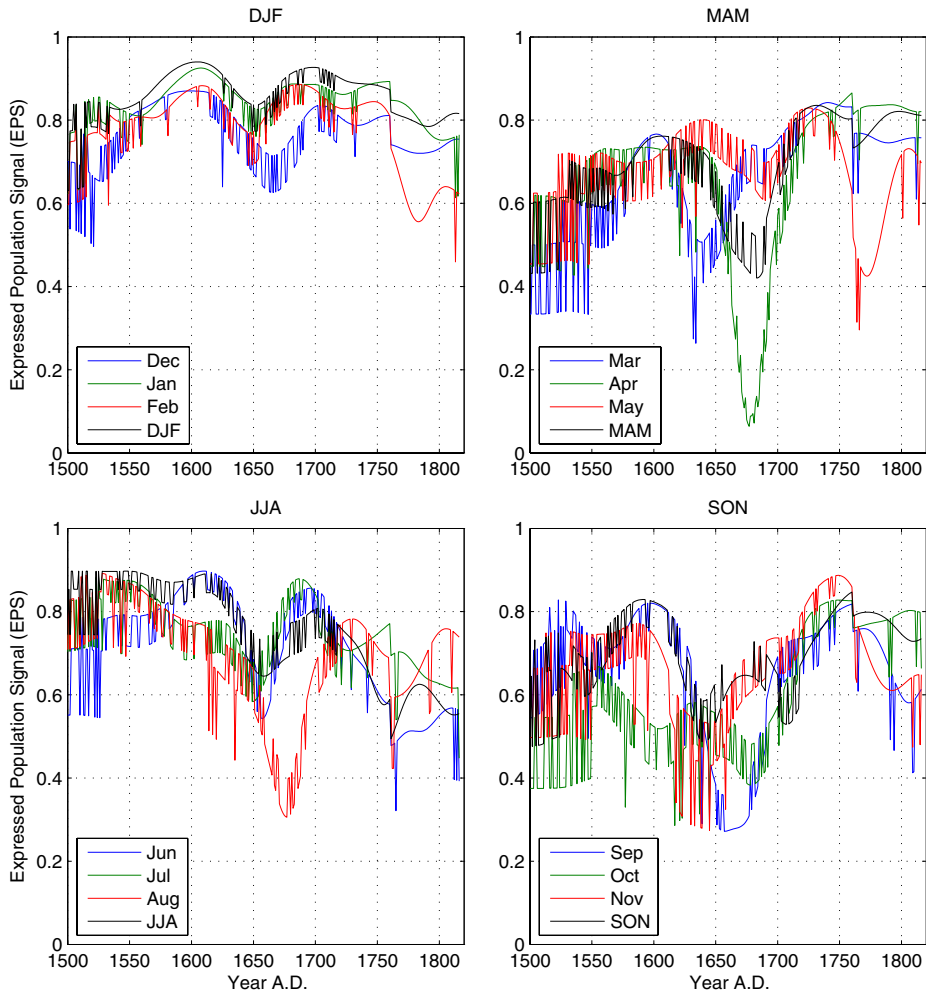 DJF
MAM
Expressed Population Signal (EPS)
1
0.8
0.6
0.4
0.2
0
1500 1550 1600 1650 1700 1750 1800
Dec
Jan
Feb
DJF
1
0.8
0.6
0.4
0.2
0
1500 1550 1600 1650 1700 1750 1800
Mar
Apr
May
MAM
JJA
SON
Expressed Population Signal (EPS)
1
0.8
0.6
0.4
0.2
0
1500 1550 1600 1650 1700 1750 1800
Year A.D.
Jun
Jul
Aug
JJA
1
0.8
0.6
0.4
0.2
0
1500 1550 1600 1650 1700 1750 1800
Year A.D.
Sep
Oct
Nov
SON